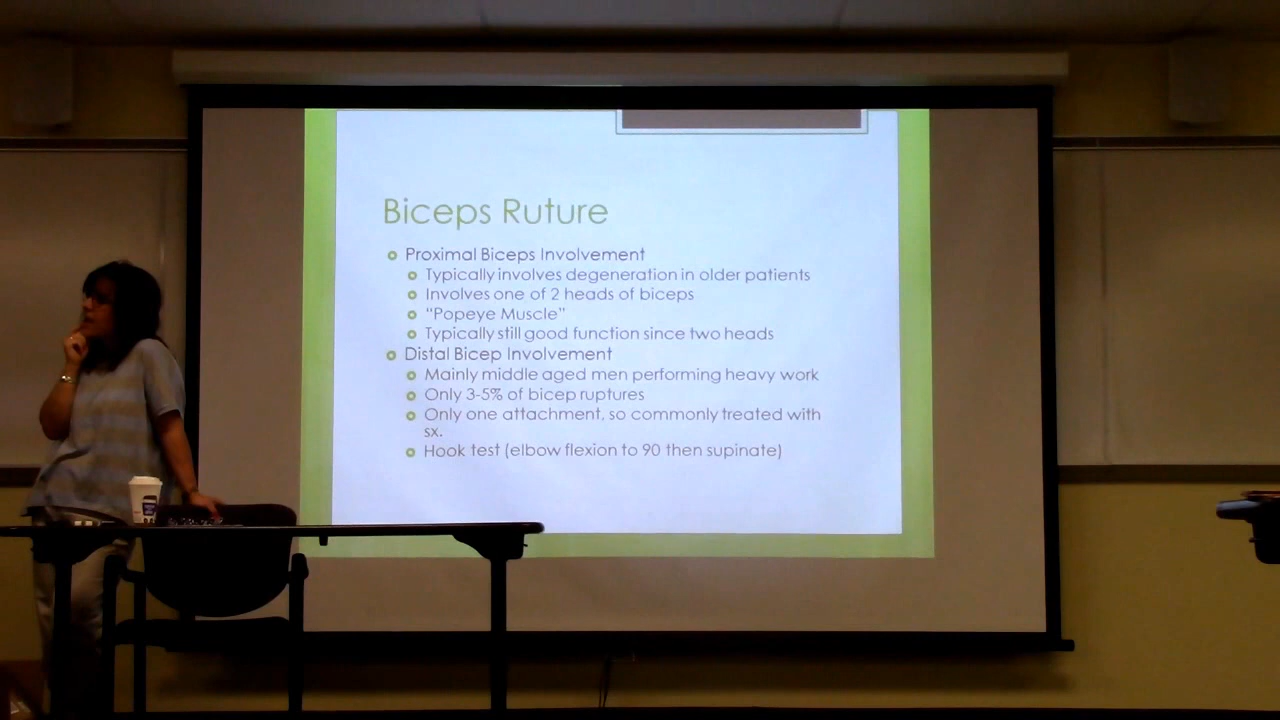 Biceps Ruture
Proximal Biceps Involvement
Typically involves degeneration in older patients
Involves one of 2 heads of biceps
“Popeye Muscle”
Typically still good function since two heads
Distal Bicep Involvement
Mainly middle aged men performing heavy work
Only 3-5% of bicep ruptures
Only one attachment, so commonly treated with
sx.
Hook test (elbow flexion to 90 then supinate)